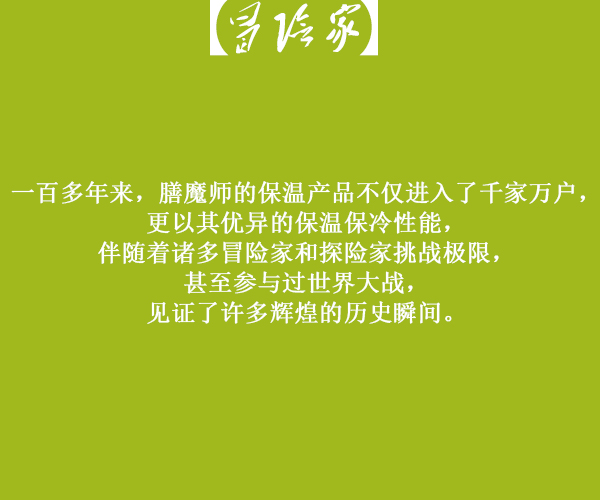 冒险家
一百多年来，膳魔师的保温产品不仅进入了千家万户，
更以其优异的保温保冷性能，
伴随着诸多冒险家和探险家挑战极限，
甚至参与过世界大战，
见证了许多辉煌的历史瞬间。